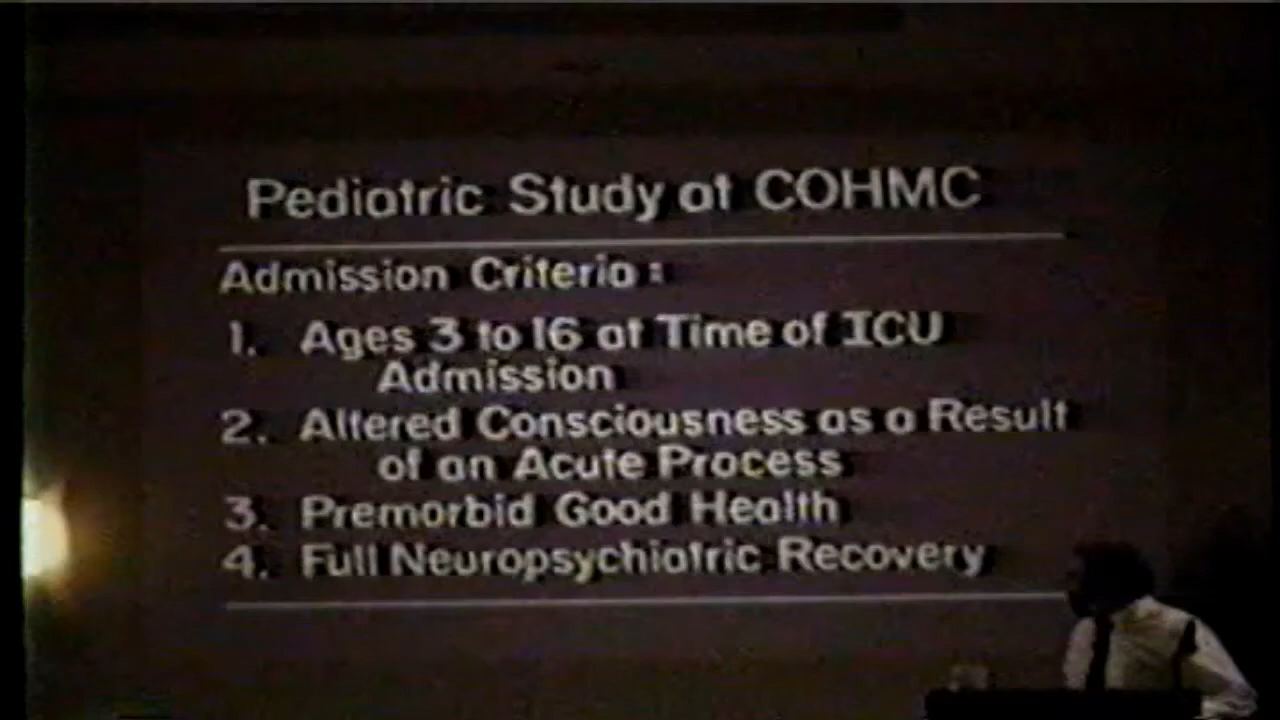 Pediatric Study at COHMC
Admission Criteria:
1. Ages 3 to 16 at Time of ICU
Admission
2. Altered Consciousness as a Result
of an Acute Process
3. Premorbid Good Health
4. Full Neuropsychiatric Recovery